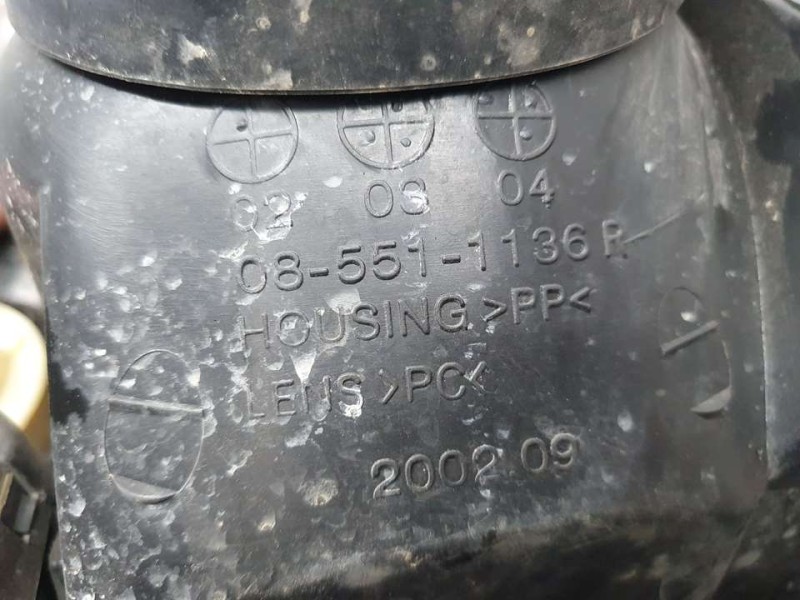 02 03 04
08-551-1136 R
HOUSING >PP<
LENS >PC<
2002 09